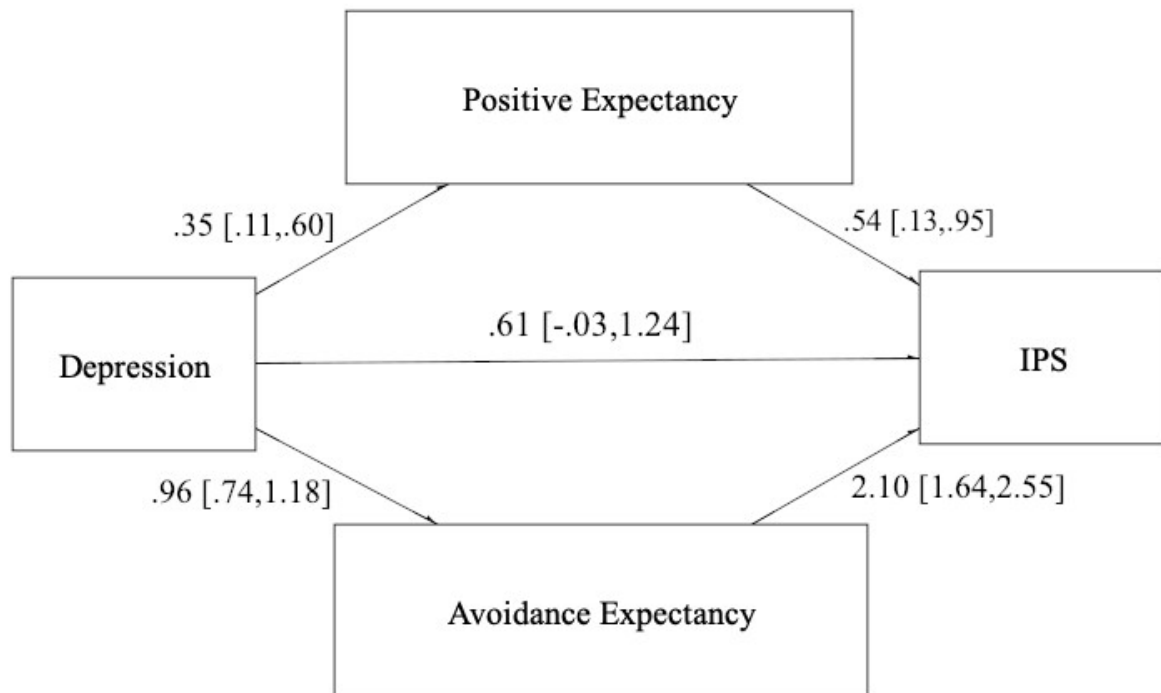 Positive Expectancy
.35 [.11,.60]
.54 [.13,.95]
.61 [-.03,1.24]
Depression
IPS
.96 [.74,1.18]
2.10 [1.64,2.55]
Avoidance Expectancy